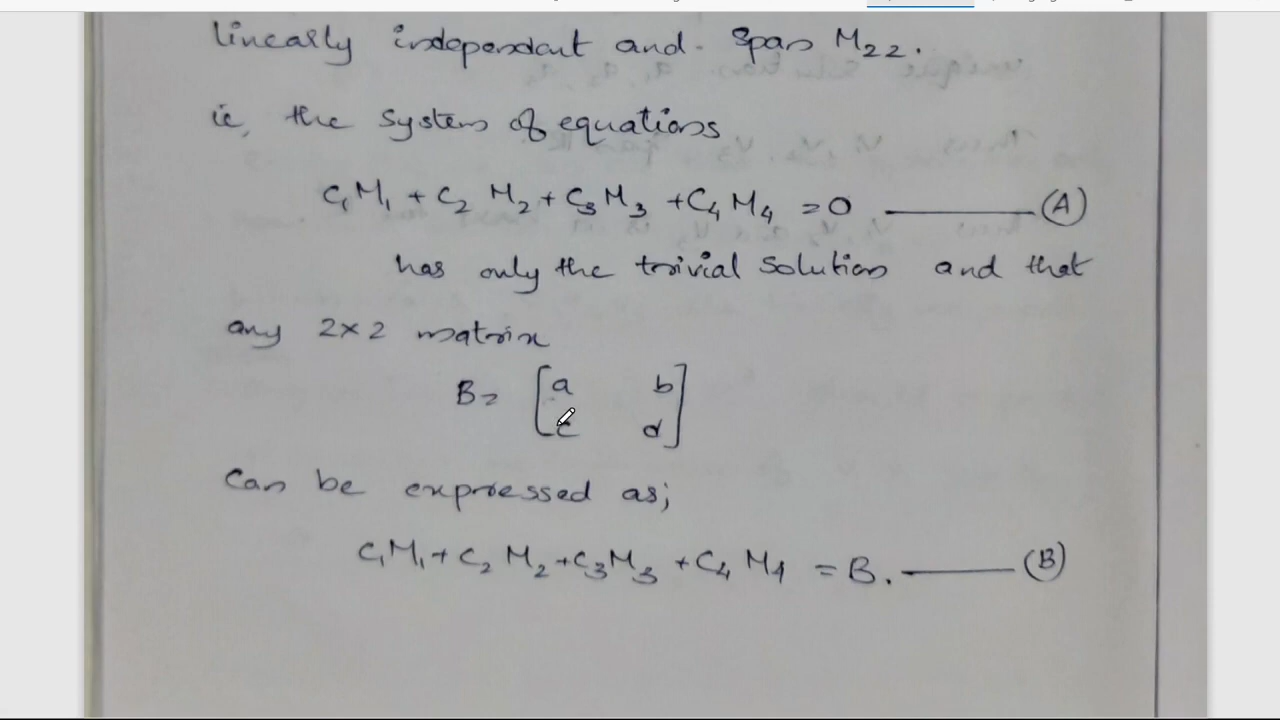 linearly independent and span M₂₂.
ie, the system of equations
C₁M₁ + C₂ M₂ + C₃M₃ + C₄ M₄ = 0 ——— (A)
has only the trivial solution and that
any 2×2 matrix
B = [a b
c d]
Can be expressed as;
C₁M₁ + C₂ M₂ + C₃M₃ + C₄ M₄ = B. ——— (B)